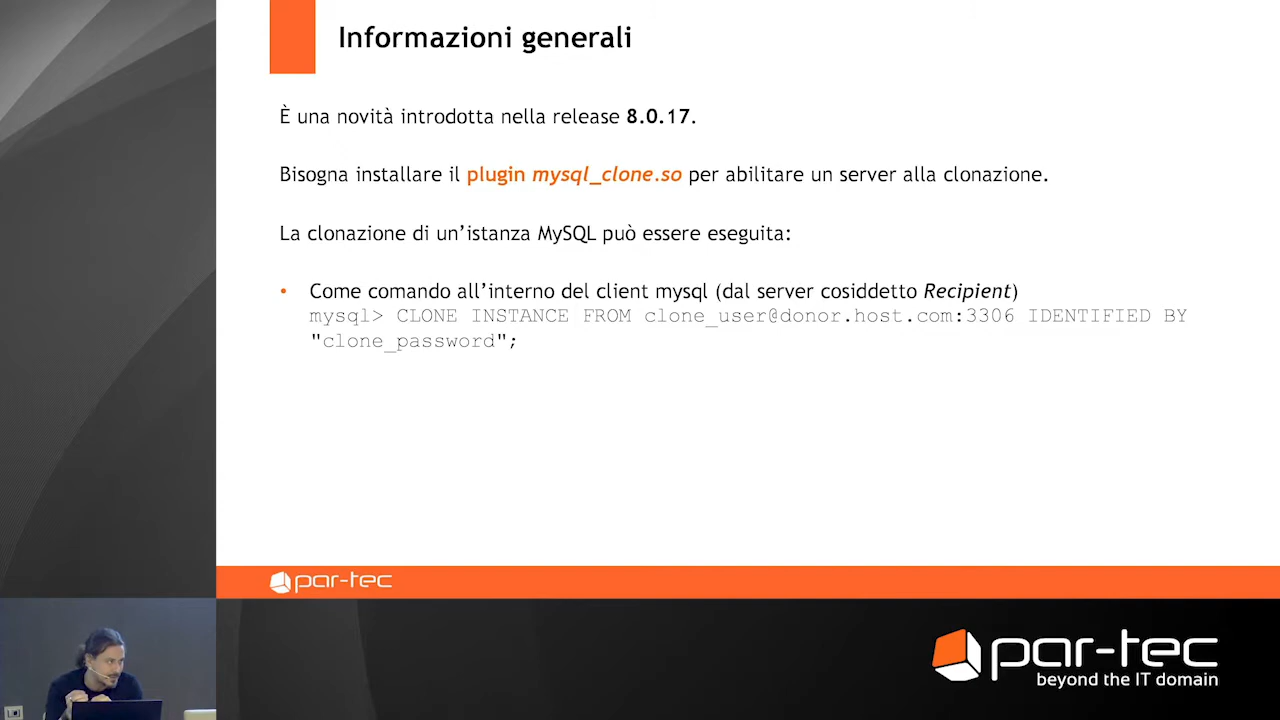 Informazioni generali
È una novità introdotta nella release 8.0.17.
Bisogna installare il plugin mysql_clone.so per abilitare un server alla clonazione.
La clonazione di un’istanza MySQL può essere eseguita:
• Come comando all’interno del client mysql (dal server cosiddetto Recipient)
mysql> CLONE INSTANCE FROM clone_user@donor.host.com:3306 IDENTIFIED BY
"clone_password";
par-tec
par-tec
beyond the IT domain